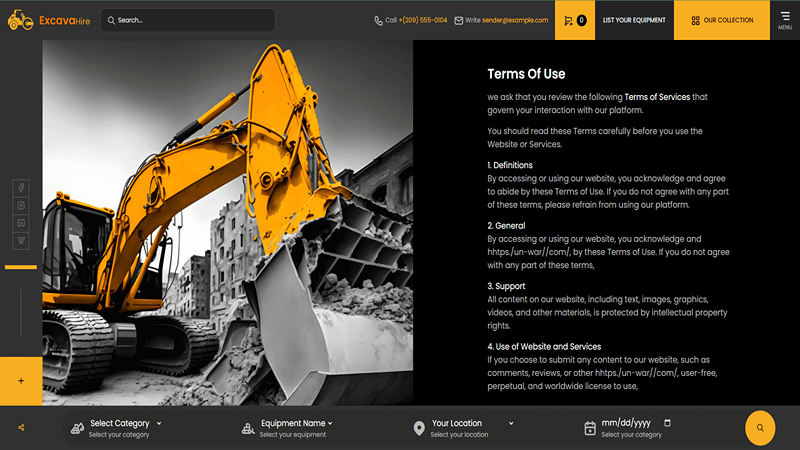 ExcavaHire
Search...
Call +(209) 555-0104
Write sender@example.com
0
LIST YOUR EQUIPMENT
OUR COLLECTION
MENU
Terms Of Use
we ask that you review the following Terms of Services that
govern your interaction with our platform.
You should read these Terms carefully before you use the
Website or Services.
1. Definitions
By accessing or using our website, you acknowledge and agree
to abide by these Terms of Use. If you do not agree with any part
of these terms, please refrain from using our platform.
2. General
By accessing or using our website, you acknowledge and
hhttps./un-war//com/, by these Terms of Use. If you do not agree
with any part of these terms,
3. Support
All content on our website, including text, images, graphics,
videos, and other materials, is protected by intellectual property
rights.
4. Use of Website and Services
If you choose to submit any content to our website, such as
comments, reviews, or other hhttps./un-war//com/, user-free,
perpetual, and worldwide license to use,
Select Category
Select your category
Equipment Name
Select your equipment
Your Location
Select your location
mm/dd/yyyy
Select your category